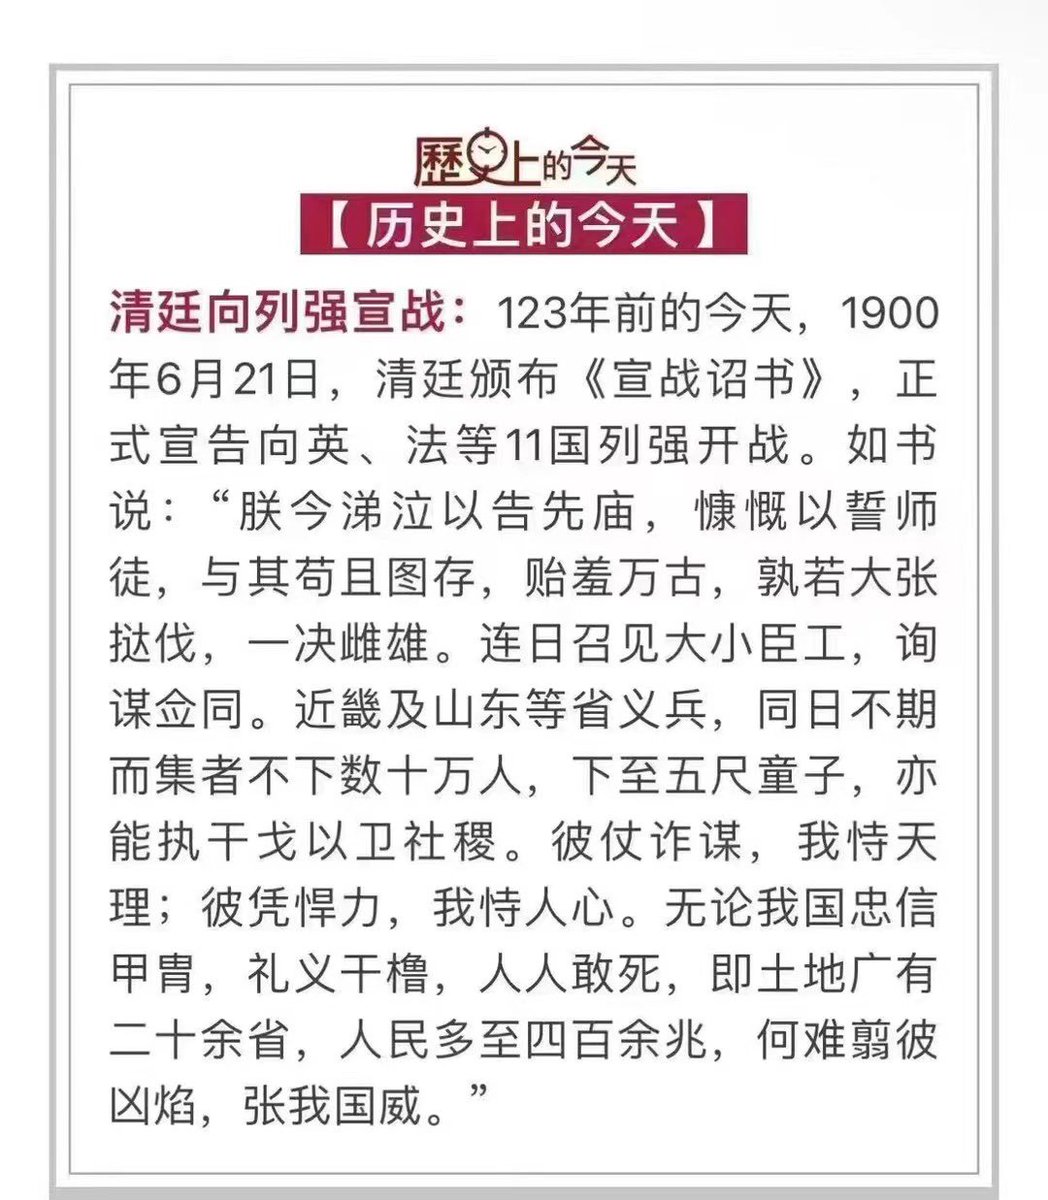 歷史上的今天
【历史上的今天】
清廷向列强宣战：123年前的今天，1900
年6月21日，清廷颁布《宣战诏书》，正
式宣告向英、法等11国列强开战。如书
说：“朕今涕泣以告先庙，慷慨以誓师
徒，与其苟且图存，贻羞万古，孰若大张
挞伐，一决雌雄。连日召见大小臣工，询
谋佥同。近畿及山东等省义兵，同日不期
而集者不下数十万人，下至五尺童子，亦
能执干戈以卫社稷。彼仗诈谋，我恃天
理；彼凭悍力，我恃人心。无论我国忠信
甲胄，礼义干橹，人人敢死，即土地广有
二十余省，人民多至四百余兆，何难翦彼
凶焰，张我国威。”